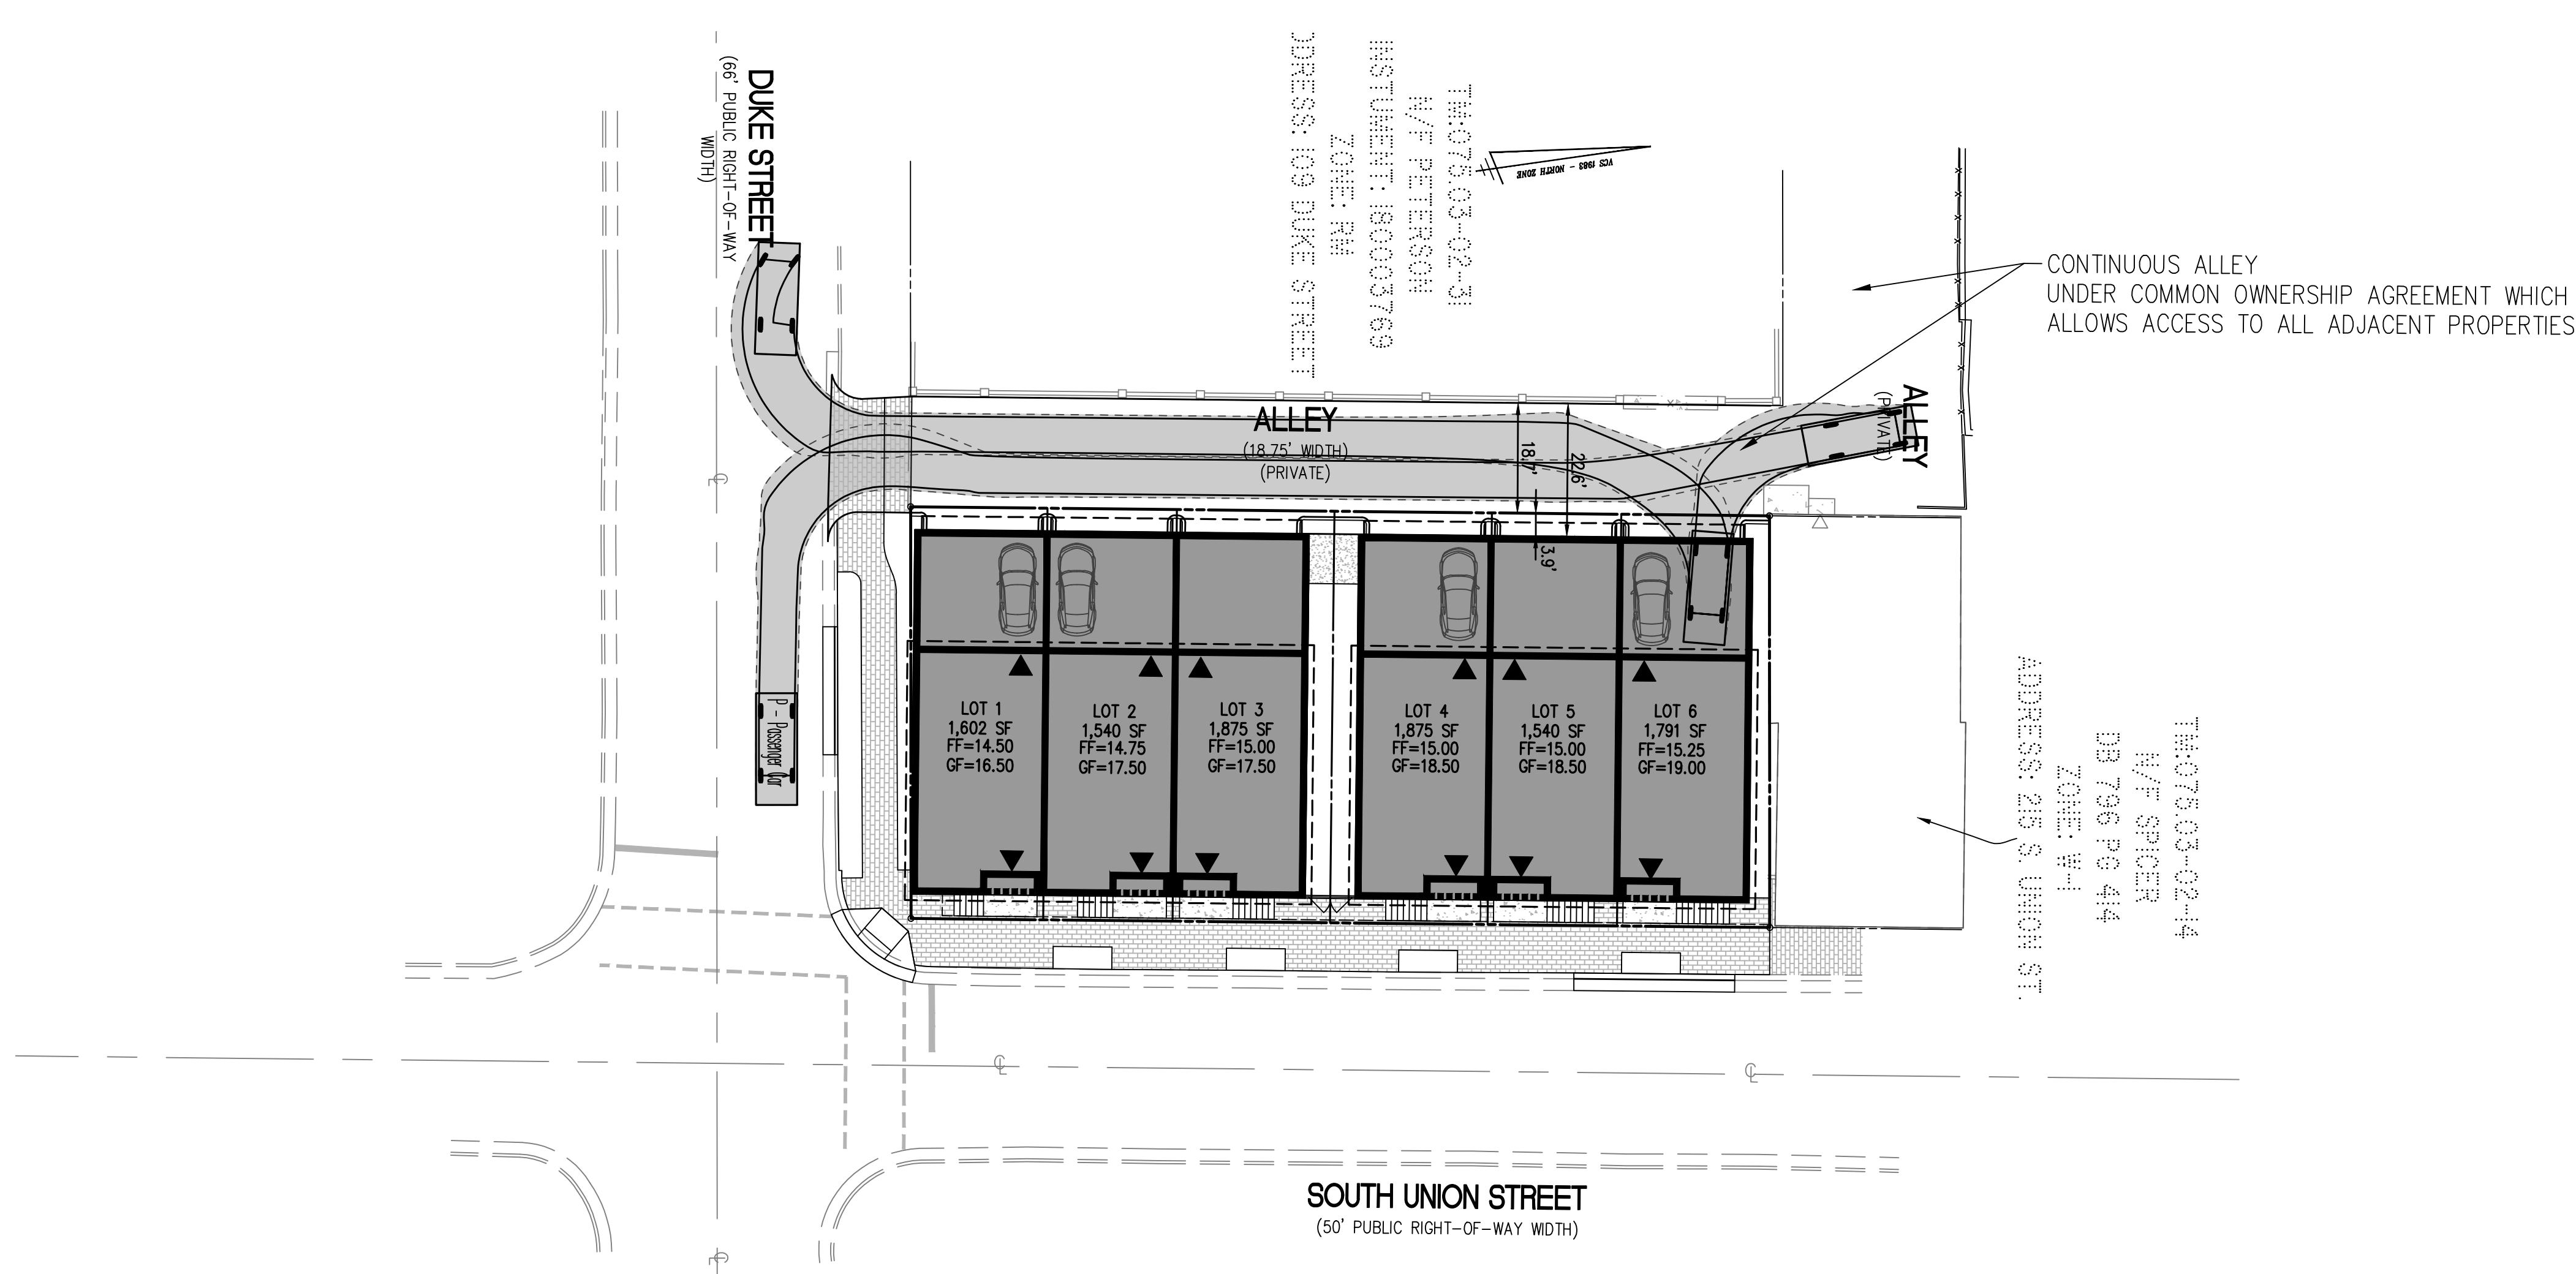 DUKE STREET
(66' PUBLIC RIGHT-OF-WAY
WIDTH)
TM:075.03-02-31
N/F PETERSON
INSTUMENT: 180003769
ZONE: RM
ADDRESS: 109 DUKE STREET
VCS 1983 - NORTH ZONE
CONTINUOUS ALLEY
UNDER COMMON OWNERSHIP AGREEMENT WHICH
ALLOWS ACCESS TO ALL ADJACENT PROPERTIES
ALLEY
(PRIVATE)
ALLEY
(18.75' WIDTH)
(PRIVATE)
18.7'
22.6'
3.9'
P - Passenger Car
LOT 1
1,602 SF
FF=14.50
GF=16.50
LOT 2
1,540 SF
FF=14.75
GF=17.50
LOT 3
1,875 SF
FF=15.00
GF=17.50
LOT 4
1,875 SF
FF=15.00
GF=18.50
LOT 5
1,540 SF
FF=15.00
GF=18.50
LOT 6
1,791 SF
FF=15.25
GF=19.00
TM:075.03-02-14
N/F SPICER
DB 796 PG 414
ZONE: W-1
ADDRESS: 215 S. UNION ST.
CL
CL
CL
CL
SOUTH UNION STREET
(50' PUBLIC RIGHT-OF-WAY WIDTH)